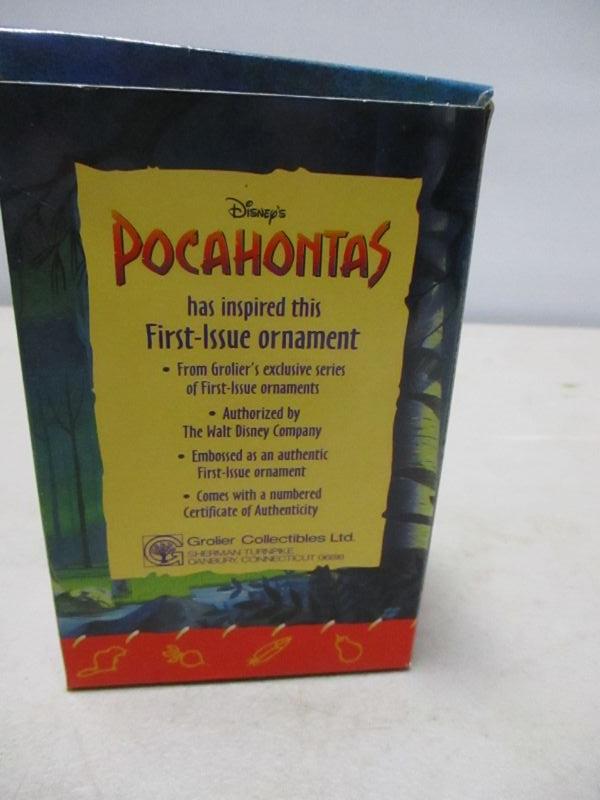 Disney's
POCAHONTAS
has inspired this
First-Issue ornament
• From Grolier's exclusive series
of First-Issue ornaments
• Authorized by
The Walt Disney Company
• Embossed as an authentic
First-Issue ornament
• Comes with a numbered
Certificate of Authenticity
Grolier Collectibles Ltd.
SHERMAN TURNPIKE
DANBURY, CONNECTICUT 06816